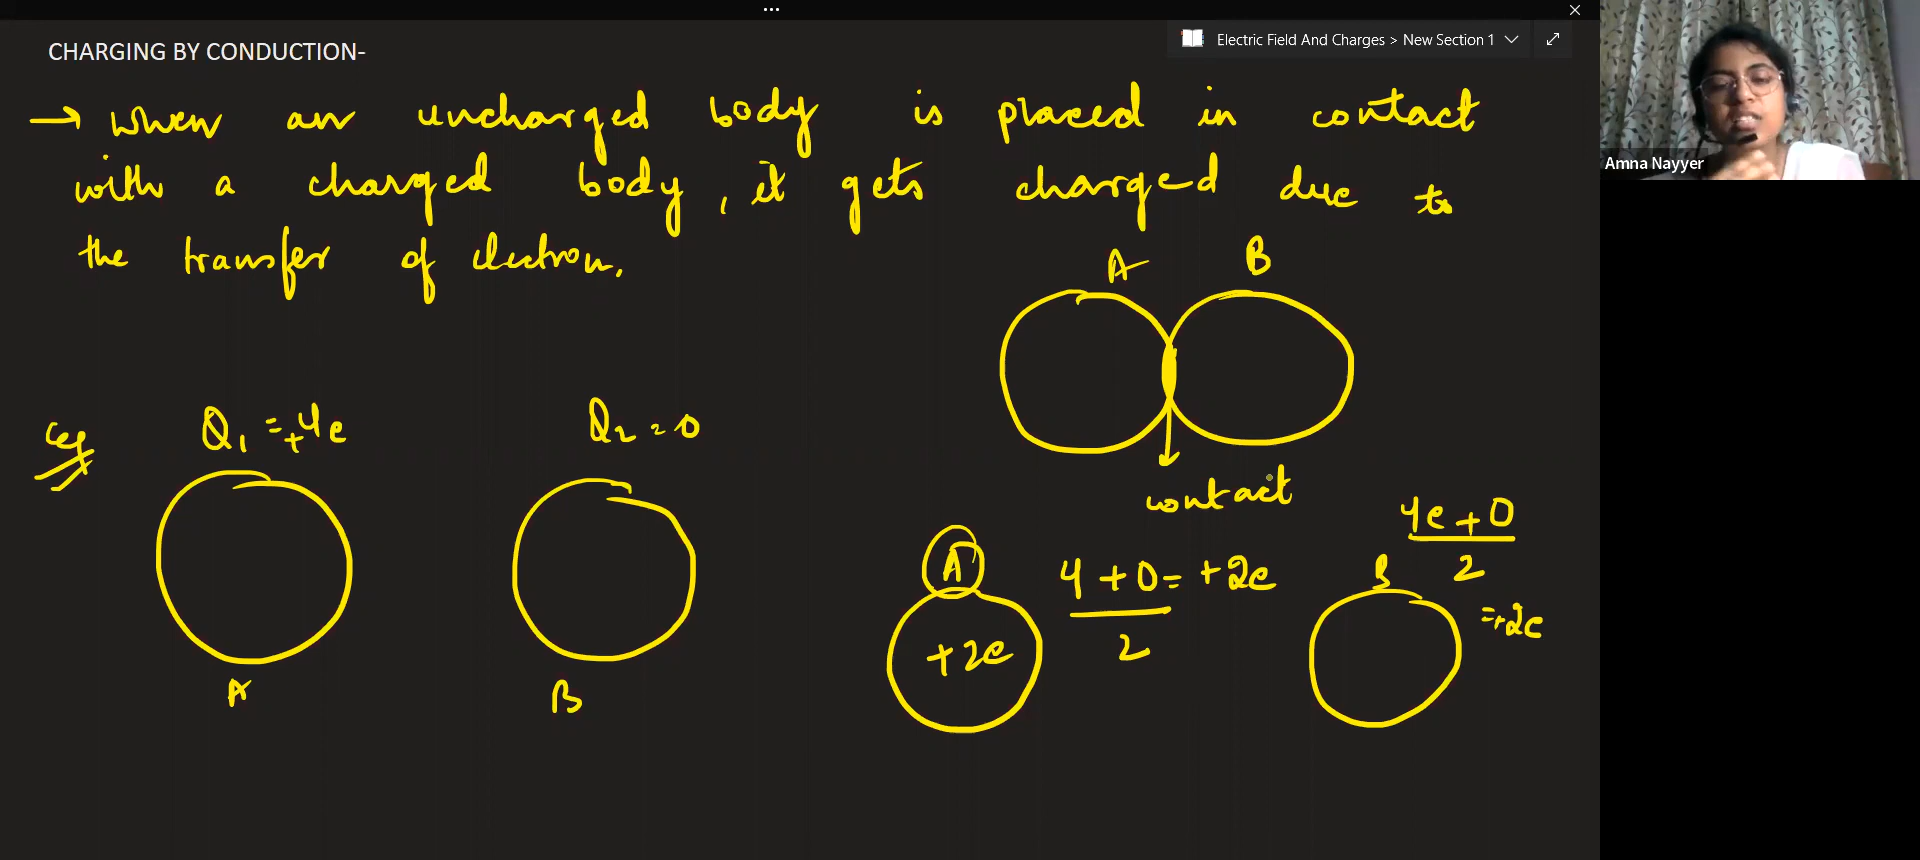 CHARGING BY CONDUCTION-
Electric Field And Charges > New Section 1
Amna Nayyer
→ When an uncharged body is placed in contact
with a charged body, it gets charged due to
the transfer of electron.
A B
contact
eg
Q1 = +4e
Q2 = 0
A
B
A
+2e
4 + 0 = +2e
2
B
4e + 0
2
= +2e